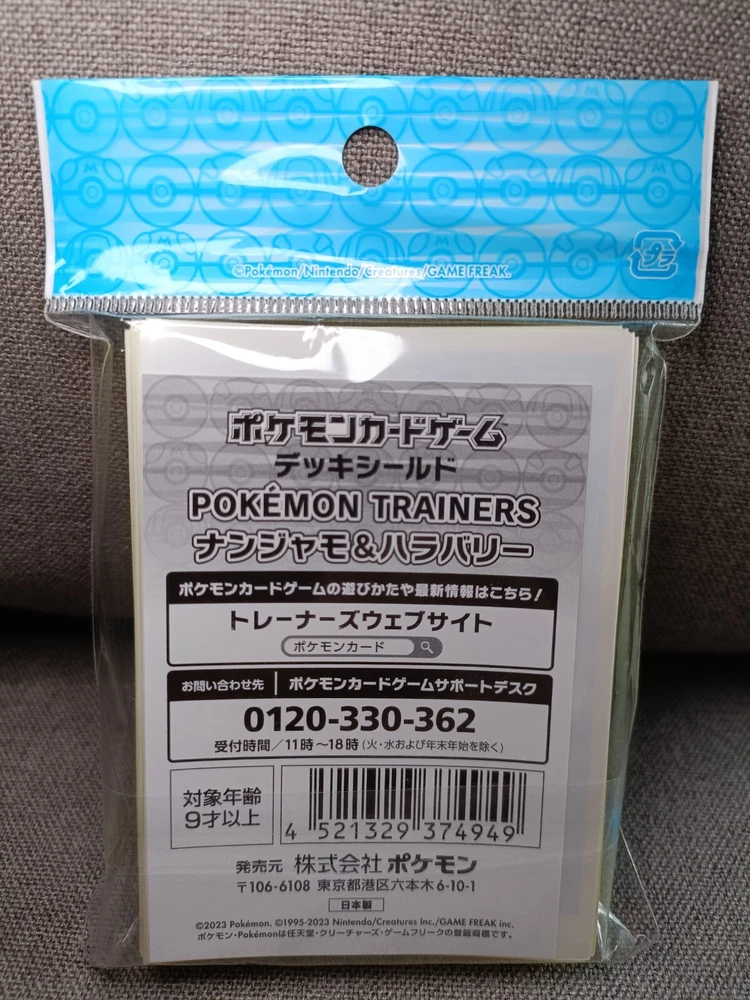 ©Pokémon/Nintendo/Creatures/GAME FREAK.
プラ
ポケモンカードゲーム™
デッキシールド
POKÉMON TRAINERS
ナンジャモ&ハラバリー
ポケモンカードゲームの遊びかたや最新情報はこちら!
トレーナーズウェブサイト
ポケモンカード
お問い合わせ先 ポケモンカードゲームサポートデスク
0120-330-362
受付時間/11時~18時(火・水および年末年始を除く)
対象年齢
9才以上
4 521329 374949
発売元 株式会社ポケモン
〒106-6108 東京都港区六本木6-10-1
日本製
©2023 Pokémon. ©1995-2023 Nintendo/Creatures Inc./GAME FREAK inc.
ポケモン・Pokémonは任天堂・クリーチャーズ・ゲームフリークの登録商標です。